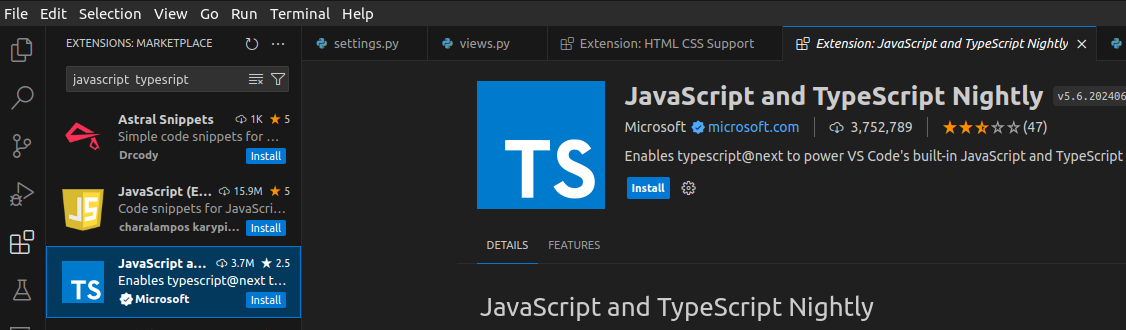 File Edit Selection View Go Run Terminal Help
EXTENSIONS: MARKETPLACE
javascript typesript
Astral Snippets 1K 5
Simple code snippets for ...
Drcody Install
JavaScript (E... 15.9M 5
Code snippets for JavaScri...
charalampos karypi... Install
JS
JavaScript a... 3.7M 2.5
Enables typescript@next t...
Microsoft Install
TS
settings.py views.py Extension: HTML CSS Support Extension: JavaScript and TypeScript Nightly
TS
JavaScript and TypeScript Nightly v5.6.202406
Microsoft microsoft.com 3,752,789 (47)
Enables typescript@next to power VS Code's built-in JavaScript and TypeScript
Install
DETAILS FEATURES
JavaScript and TypeScript Nightly